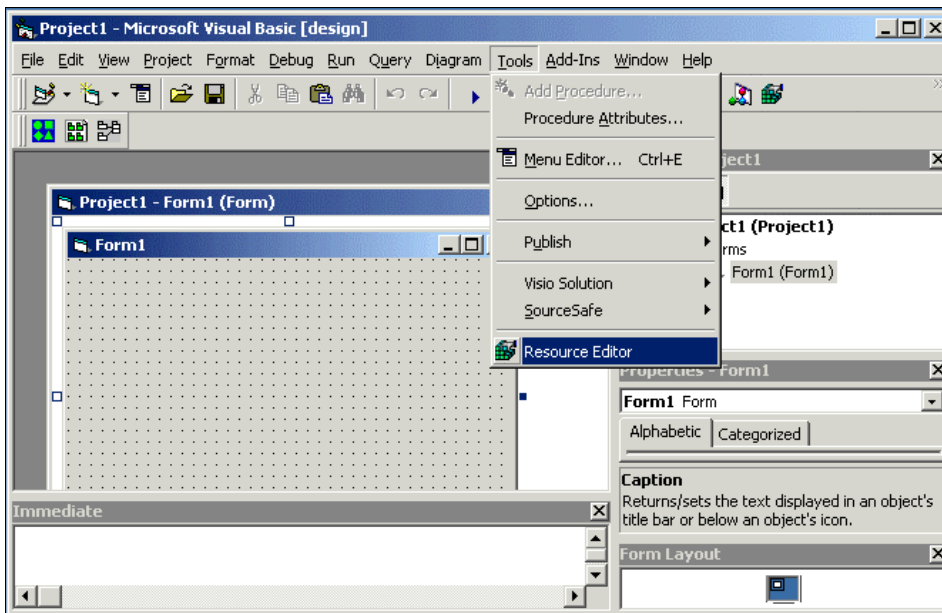 Project1 - Microsoft Visual Basic [design]
File Edit View Project Format Debug Run Query Diagram Tools Add-Ins Window Help
Add Procedure...
Procedure Attributes...
Menu Editor... Ctrl+E
Options...
Publish
Visio Solution
SourceSafe
Resource Editor
Project1 - Form1 (Form)
Form1
ject1
ct1 (Project1)
rms
Form1 (Form1)
Properties - Form1
Form1 Form
Alphabetic Categorized
Caption
Returns/sets the text displayed in an object's
title bar or below an object's icon.
Immediate
Form Layout